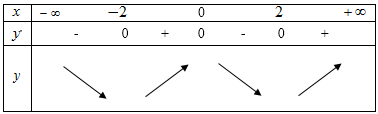 x −∞ −2 0 2 +∞
y' - 0 + 0 - 0 +
y